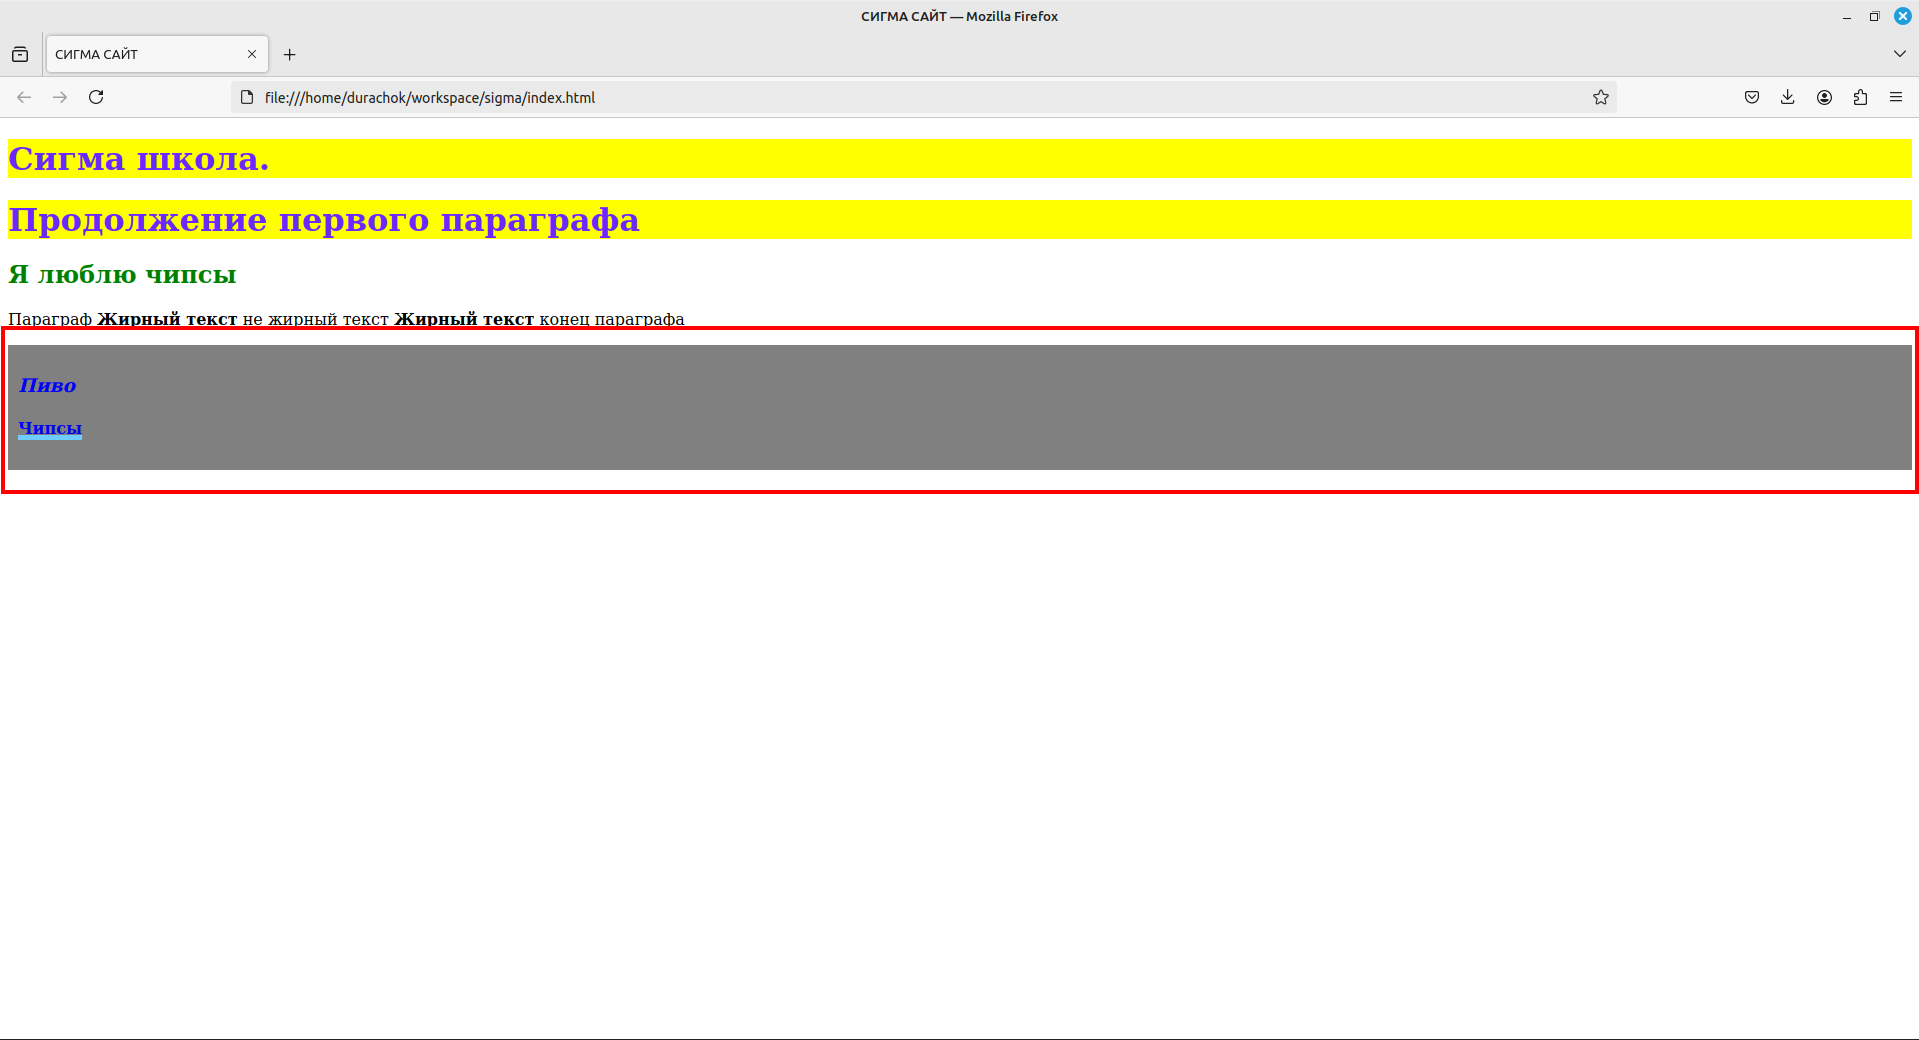 СИГМА САЙТ — Mozilla Firefox
СИГМА САЙТ
file:///home/durachok/workspace/sigma/index.html
Сигма школа.
Продолжение первого параграфа
Я люблю чипсы
Параграф Жирный текст не жирный текст Жирный текст конец параграфа
Пиво
Чипсы